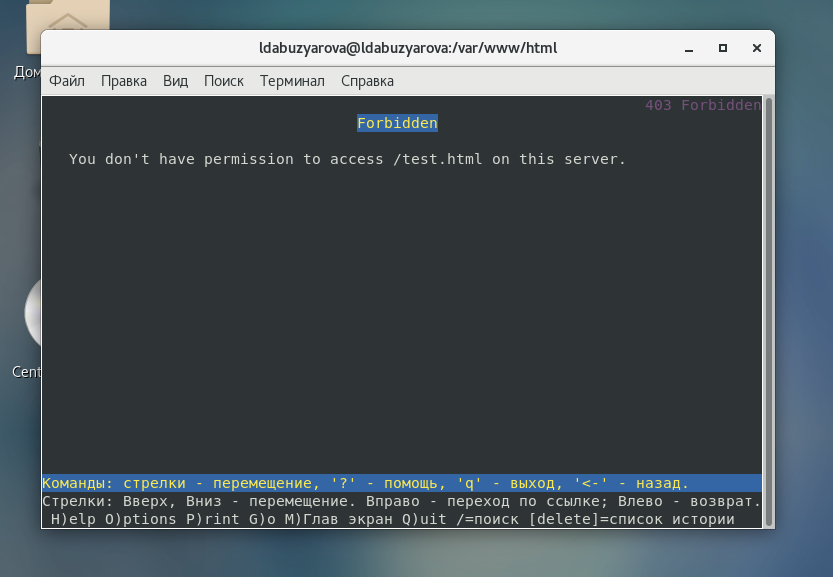 Дом
ldabuzyarova@ldabuzyarova:/var/www/html
Файл Правка Вид Поиск Терминал Справка
403 Forbidden
Forbidden
You don't have permission to access /test.html on this server.
Cent
Команды: стрелки - перемещение, '?' - помощь, 'q' - выход, '<-' - назад.
Стрелки: Вверх, Вниз - перемещение. Вправо - переход по ссылке; Влево - возврат.
H)elp O)ptions P)rint G)o M)Глав экран Q)uit /=поиск [delete]=список истории